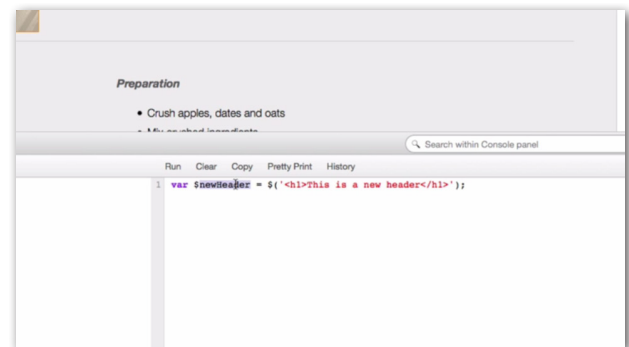 Preparation
• Crush apples, dates and oats
Search within Console panel
Run Clear Copy Pretty Print History
1 var $newHeader = $('<h1>This is a new header</h1>');